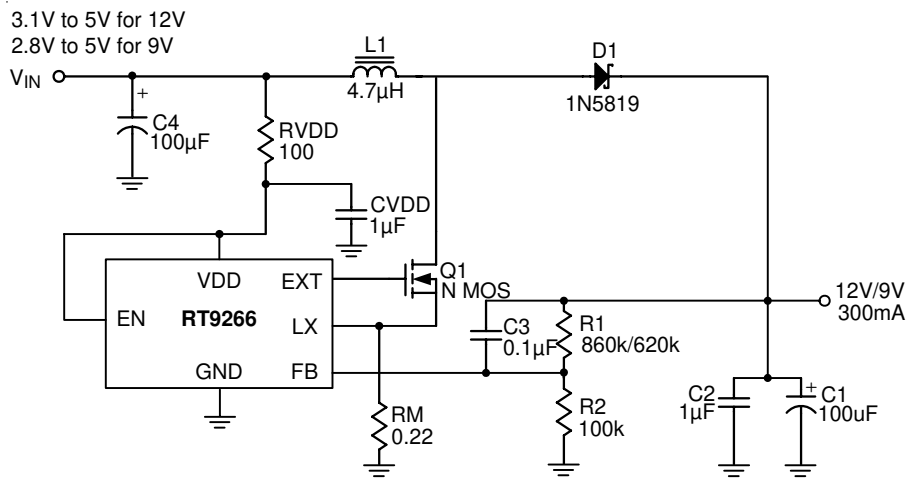 3.1V to 5V for 12V
2.8V to 5V for 9V
VIN
L1
4.7µH
D1
1N5819
+
C4
100µF
RVDD
100
CVDD
1µF
VDD
EXT
EN
RT9266
LX
GND
FB
Q1
N MOS
C3
0.1µF
R1
860k/620k
12V/9V
300mA
RM
0.22
R2
100k
C2
1µF
+
C1
100uF